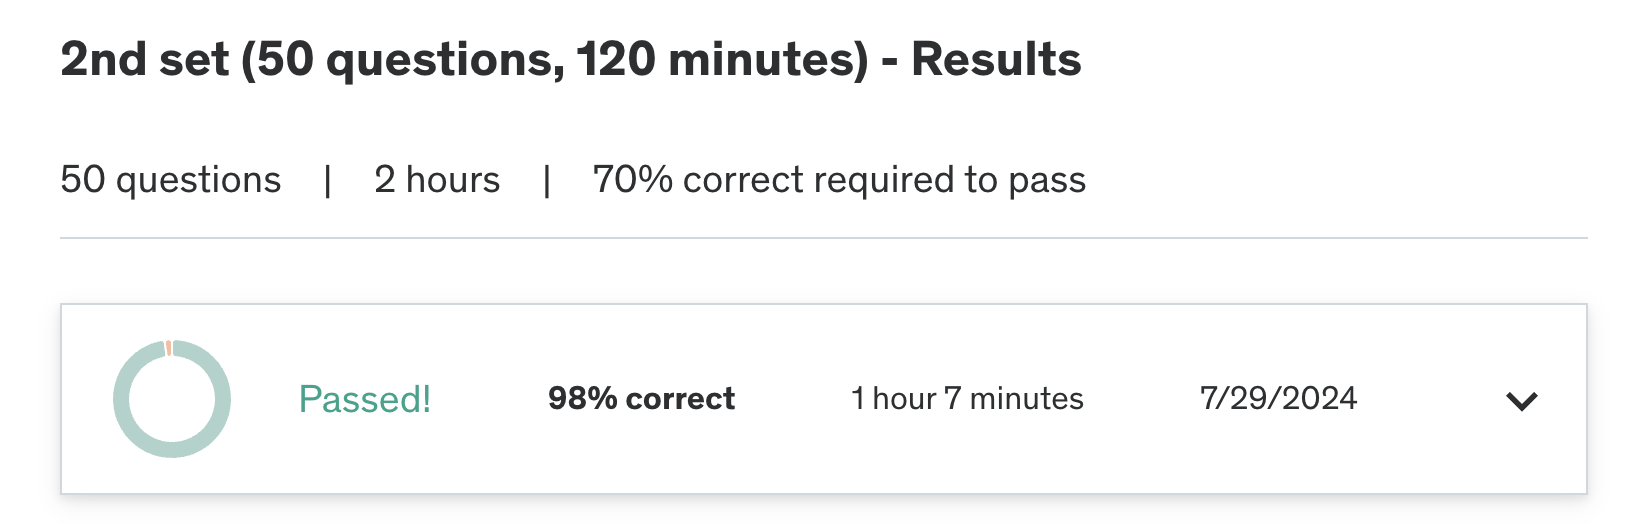 2nd set (50 questions, 120 minutes) - Results
50 questions | 2 hours | 70% correct required to pass
Passed! 98% correct 1 hour 7 minutes 7/29/2024